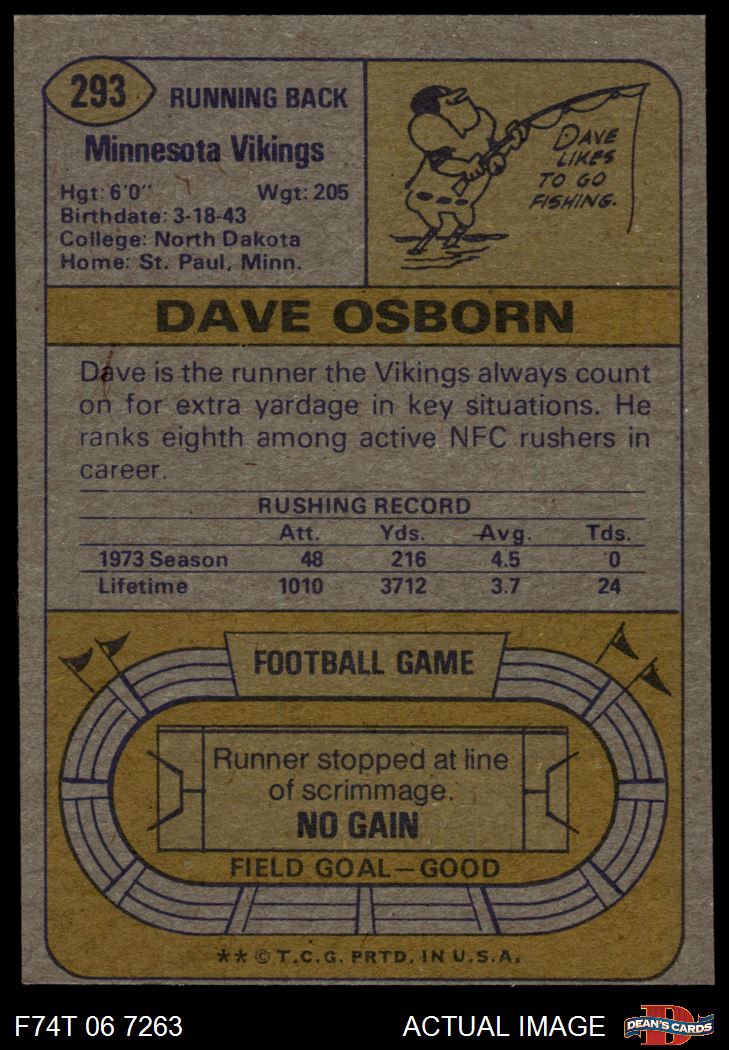 293 RUNNING BACK
Minnesota Vikings
Hgt: 6'0" Wgt: 205
Birthdate: 3-18-43
College: North Dakota
Home: St. Paul, Minn.
DAVE
LIKES
TO GO
FISHING.
DAVE OSBORN
Dave is the runner the Vikings always count
on for extra yardage in key situations. He
ranks eighth among active NFC rushers in
career.
RUSHING RECORD
Att. Yds. Avg. Tds.
1973 Season 48 216 4.5 0
Lifetime 1010 3712 3.7 24
FOOTBALL GAME
Runner stopped at line
of scrimmage.
NO GAIN
FIELD GOAL—GOOD
** © T.C.G. PRTD. IN U.S.A.
F74T 06 7263 ACTUAL IMAGE D DEAN'S CARDS